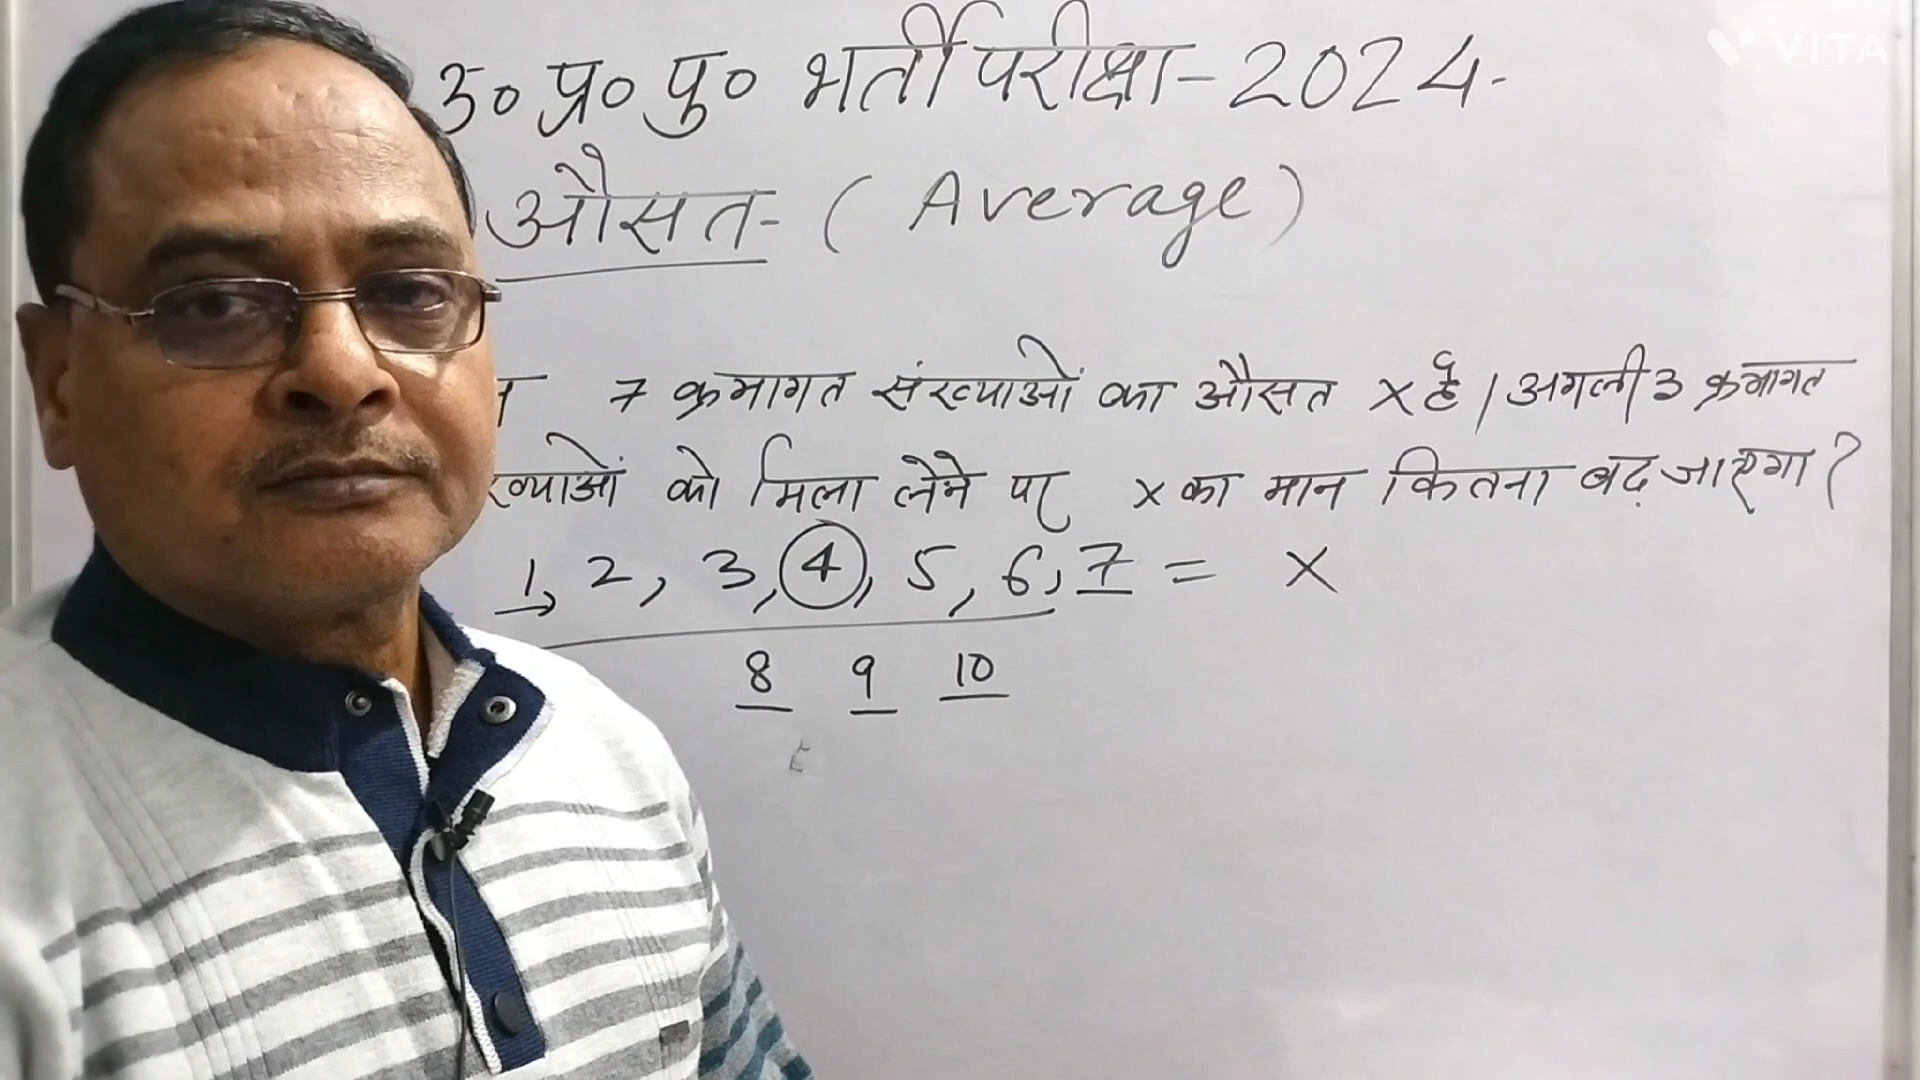 उ० प्र० पु० भर्ती परीक्षा - 2024.
VITA
औसत - ( Average )
7 क्रमागत संख्याओं का औसत x है । अगली 3 क्रमागत
को मिला लेने पर x का मान कितना बढ़ जाएगा ?
1, 2, 3, 4, 5, 6, 7 = x
8 9 10